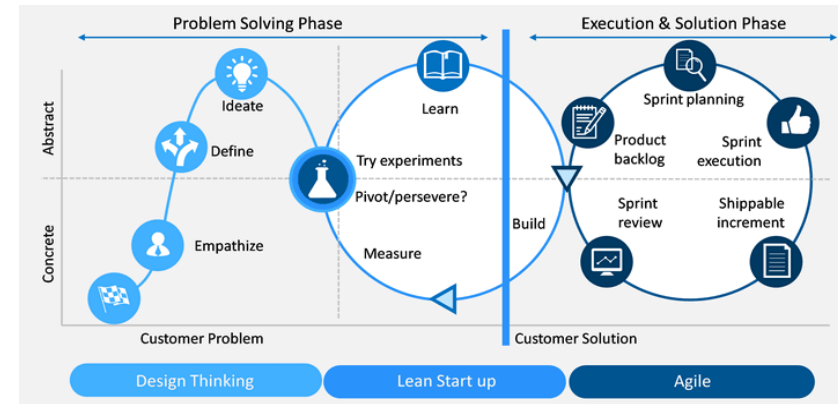 Problem Solving Phase
Execution & Solution Phase
Abstract
Concrete
Ideate
Define
Empathize
Learn
Try experiments
Pivot/persevere?
Measure
Build
Sprint planning
Product
backlog
Sprint
execution
Sprint
review
Shippable
increment
Customer Problem
Customer Solution
Design Thinking
Lean Start up
Agile